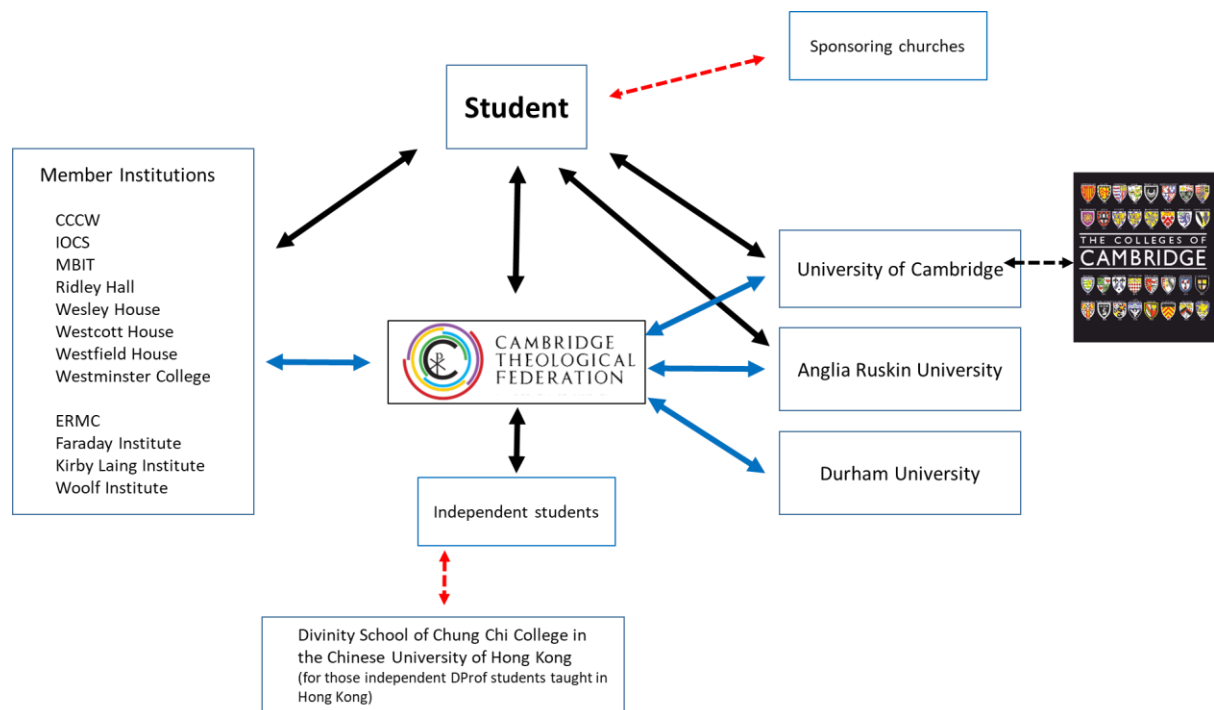 Sponsoring churches
Student
Member Institutions
CCCW
IOCS
MBIT
Ridley Hall
Wesley House
Westcott House
Westfield House
Westminster College
ERMC
Faraday Institute
Kirby Laing Institute
Woolf Institute
CAMBRIDGE
THEOLOGICAL
FEDERATION
University of Cambridge
THE COLLEGES OF
CAMBRIDGE
Anglia Ruskin University
Durham University
Independent students
Divinity School of Chung Chi College in
the Chinese University of Hong Kong
(for those independent DProf students taught in
Hong Kong)